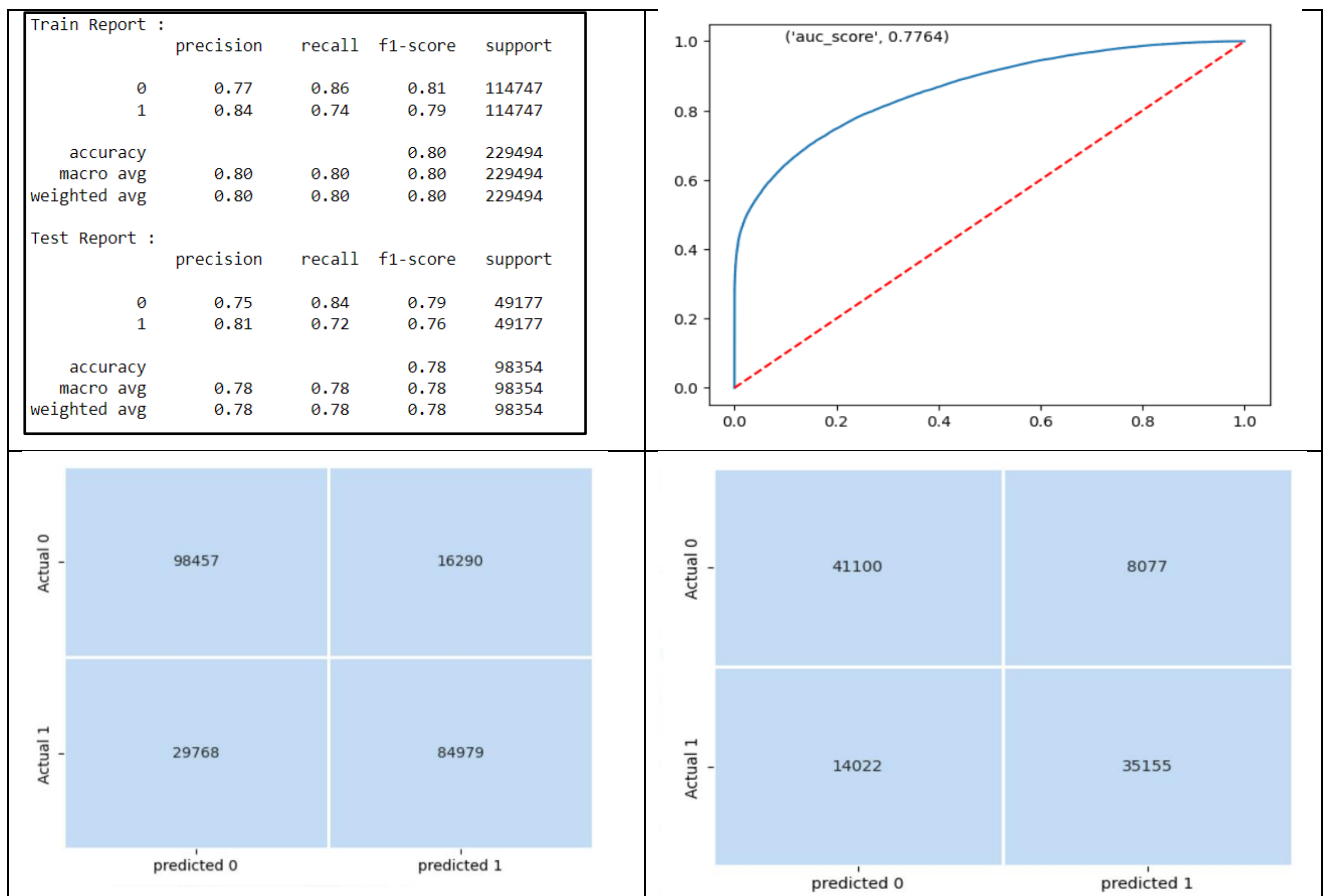 Train Report :
precision recall f1-score support
0 0.77 0.86 0.81 114747
1 0.84 0.74 0.79 114747
accuracy 0.80 229494
macro avg 0.80 0.80 0.80 229494
weighted avg 0.80 0.80 0.80 229494
Test Report :
precision recall f1-score support
0 0.75 0.84 0.79 49177
1 0.81 0.72 0.76 49177
accuracy 0.78 98354
macro avg 0.78 0.78 0.78 98354
weighted avg 0.78 0.78 0.78 98354
('auc_score', 0.7764)
1.0
0.8
0.6
0.4
0.2
0.0
0.0 0.2 0.4 0.6 0.8 1.0
Actual 0
98457 16290
Actual 1
29768 84979
predicted 0 predicted 1
Actual 0
41100 8077
Actual 1
14022 35155
predicted 0 predicted 1